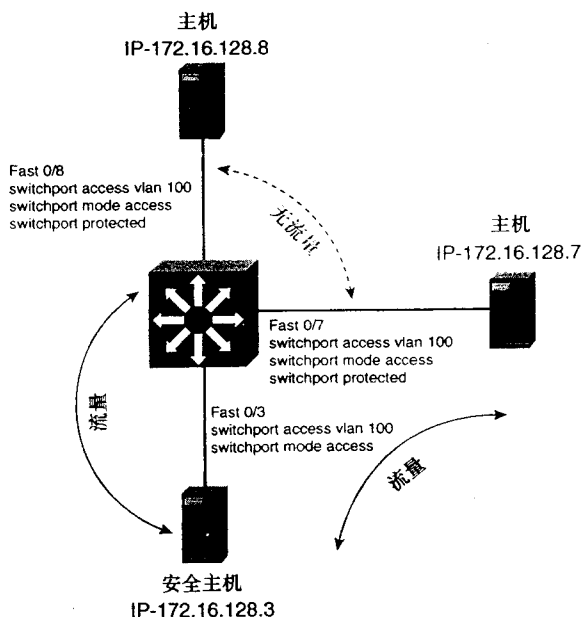 主机
IP-172.16.128.8
Fast 0/8
switchport access vlan 100
switchport mode access
switchport protected
无流量
主机
IP-172.16.128.7
Fast 0/7
switchport access vlan 100
switchport mode access
switchport protected
流量
Fast 0/3
switchport access vlan 100
switchport mode access
流量
安全主机
IP-172.16.128.3